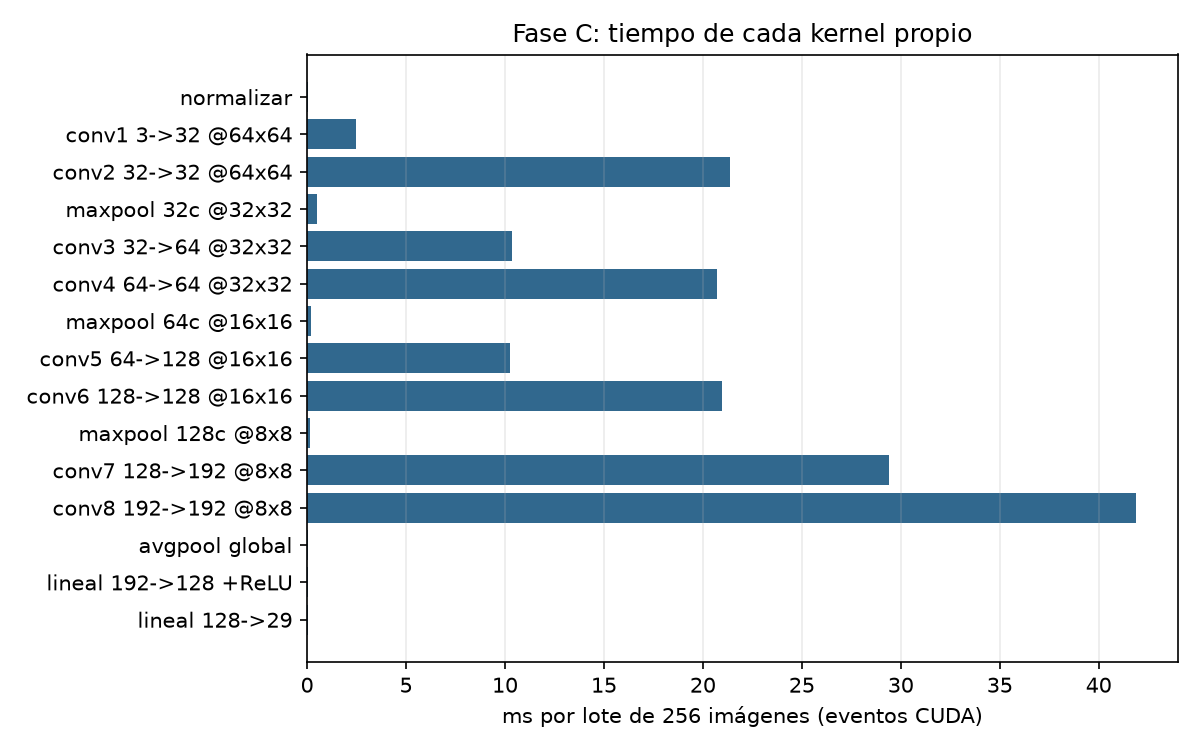 Fase C: tiempo de cada kernel propio
normalizar
conv1 3->32 @64x64
conv2 32->32 @64x64
maxpool 32c @32x32
conv3 32->64 @32x32
conv4 64->64 @32x32
maxpool 64c @16x16
conv5 64->128 @16x16
conv6 128->128 @16x16
maxpool 128c @8x8
conv7 128->192 @8x8
conv8 192->192 @8x8
avgpool global
lineal 192->128 +ReLU
lineal 128->29
0 5 10 15 20 25 30 35 40
ms por lote de 256 imágenes (eventos CUDA)